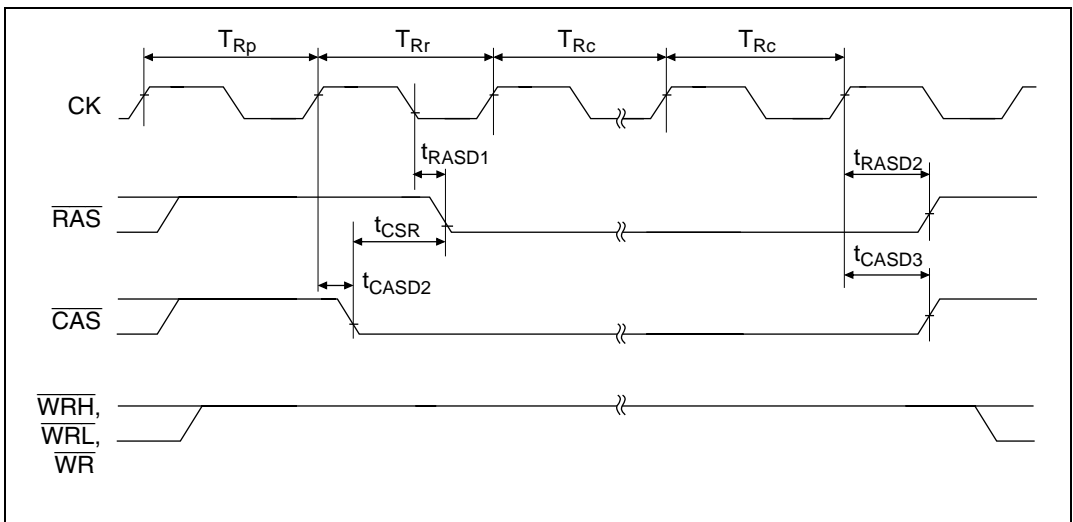 TRp TRr TRc TRc
CK
tRASD1 tRASD2
RAS
tCSR
tCASD2 tCASD3
CAS
WRH,
WRL,
WR